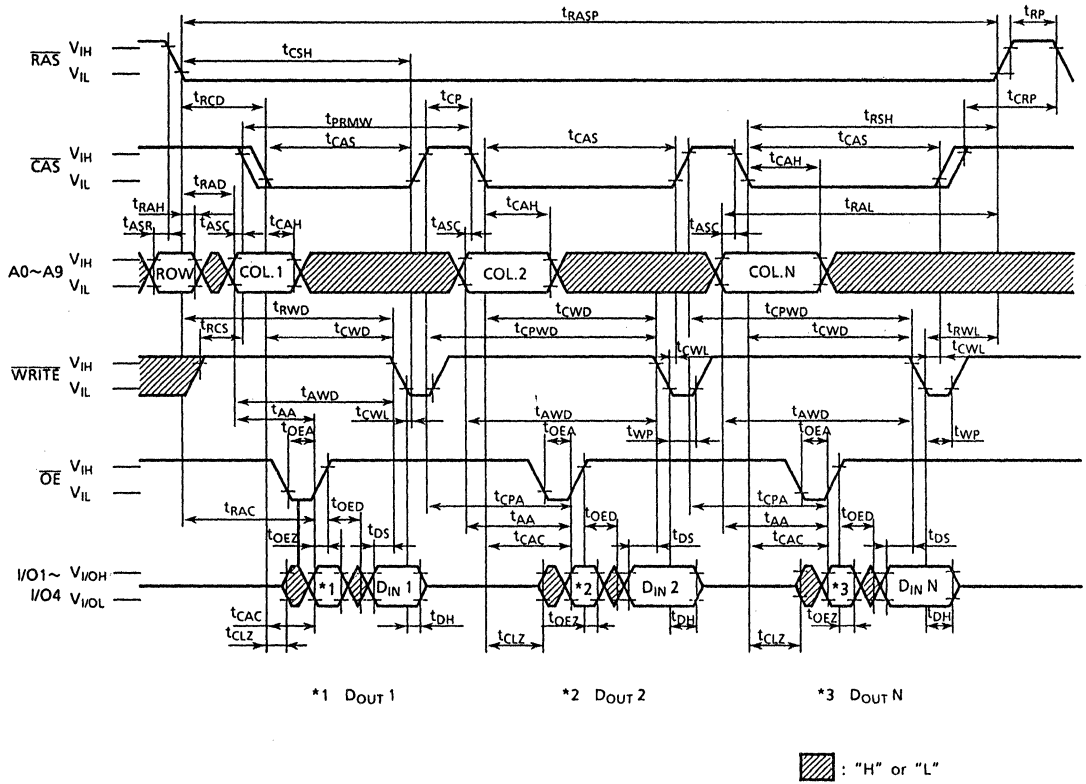 tRASP tRP
tCSH
RAS VIH
VIL
tRCD tCP tCRP
tPRMW tRSH
tCAS tCAS tCAS
CAS VIH
VIL
tCAH
tRAD
tRAH tCAH tRAL
tASR tASC tCAH tASC tASC
A0~A9 VIH
VIL
ROW COL.1 COL.2 COL.N
tRWD tCWD tCPWD
tRCS tCWD tCPWD tCWD tRWL
WRITE VIH
VIL
tCWL tCWL
tAWD tAWD tAWD
tAA tCWL tWP tWP
tOEA tOEA tOEA
OE VIH
VIL
tCPA tCPA
tRAC tOED tAA tOED tAA tOED
tOEZ tDS tCAC tDS tCAC tDS
I/O1~ VI/OH
I/O4 VI/OL
*1 DIN 1 *2 DIN 2 *3 DIN N
tCAC tDH tOEZ tDH tOEZ tDH
tCLZ tCLZ tCLZ
*1 DOUT 1 *2 DOUT 2 *3 DOUT N
: "H" or "L"